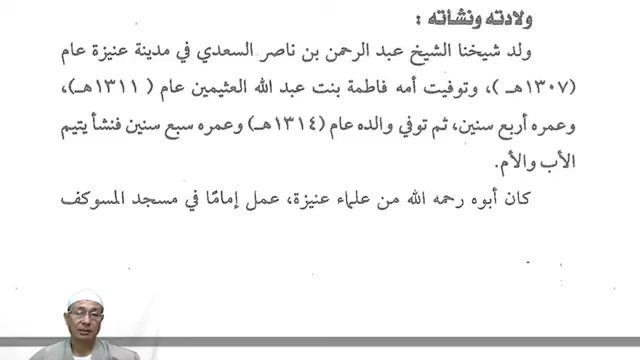 ولادته ونشأته :
ولد شيخنا الشيخ عبد الرحمن بن ناصر السعدي في مدينة عنيزة عام
(١٣٠٧هـ )، وتوفيت أمه فاطمة بنت عبد الله العثيمين عام ( ١٣١١هـ)،
وعمره أربع سنين، ثم توفي والده عام (١٣١٤هـ) وعمره سبع سنين فنشأ يتيم
الأب والأم.
كان أبوه رحمه الله من علماء عنيزة، عمل إمامًا في مسجد المسوكف